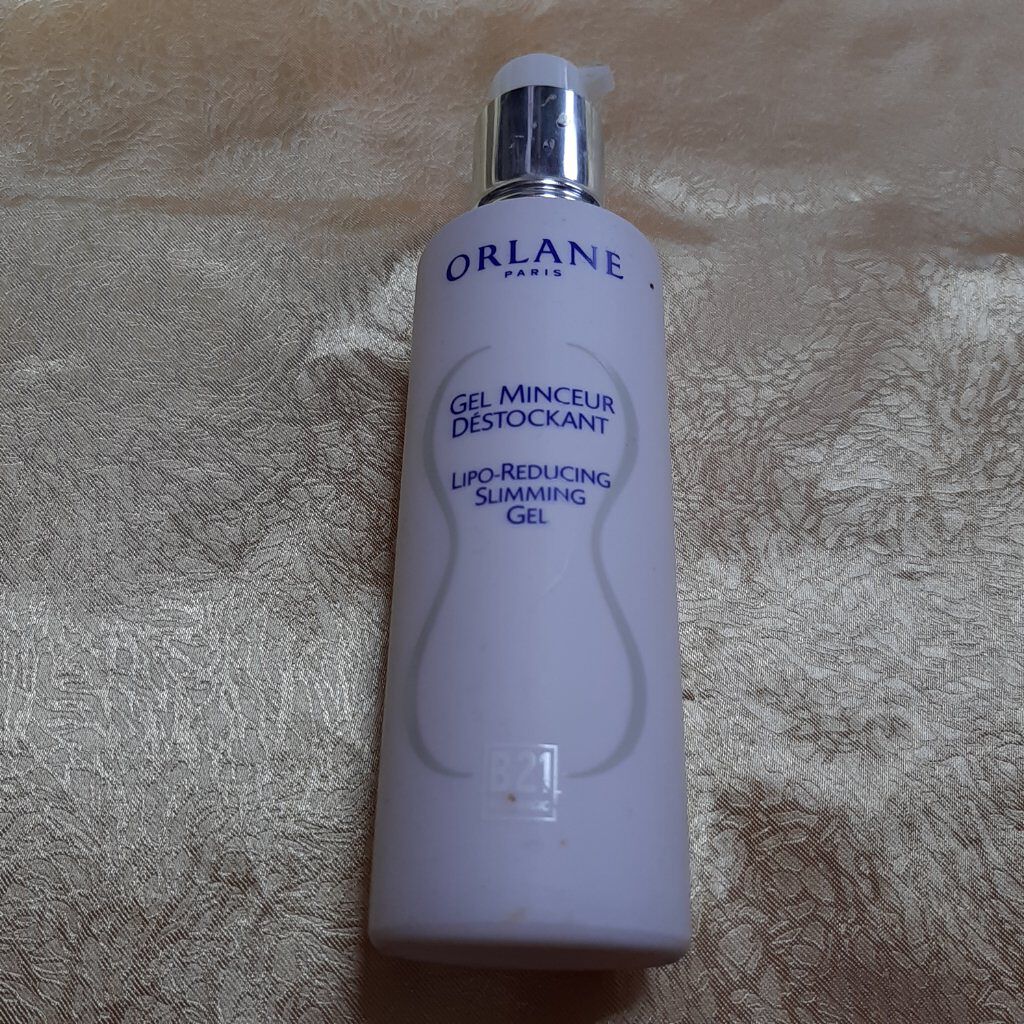 ORLANE
PARIS
GEL MINCEUR
DÉSTOCKANT
LIPO-REDUCING
SLIMMING
GEL
B21